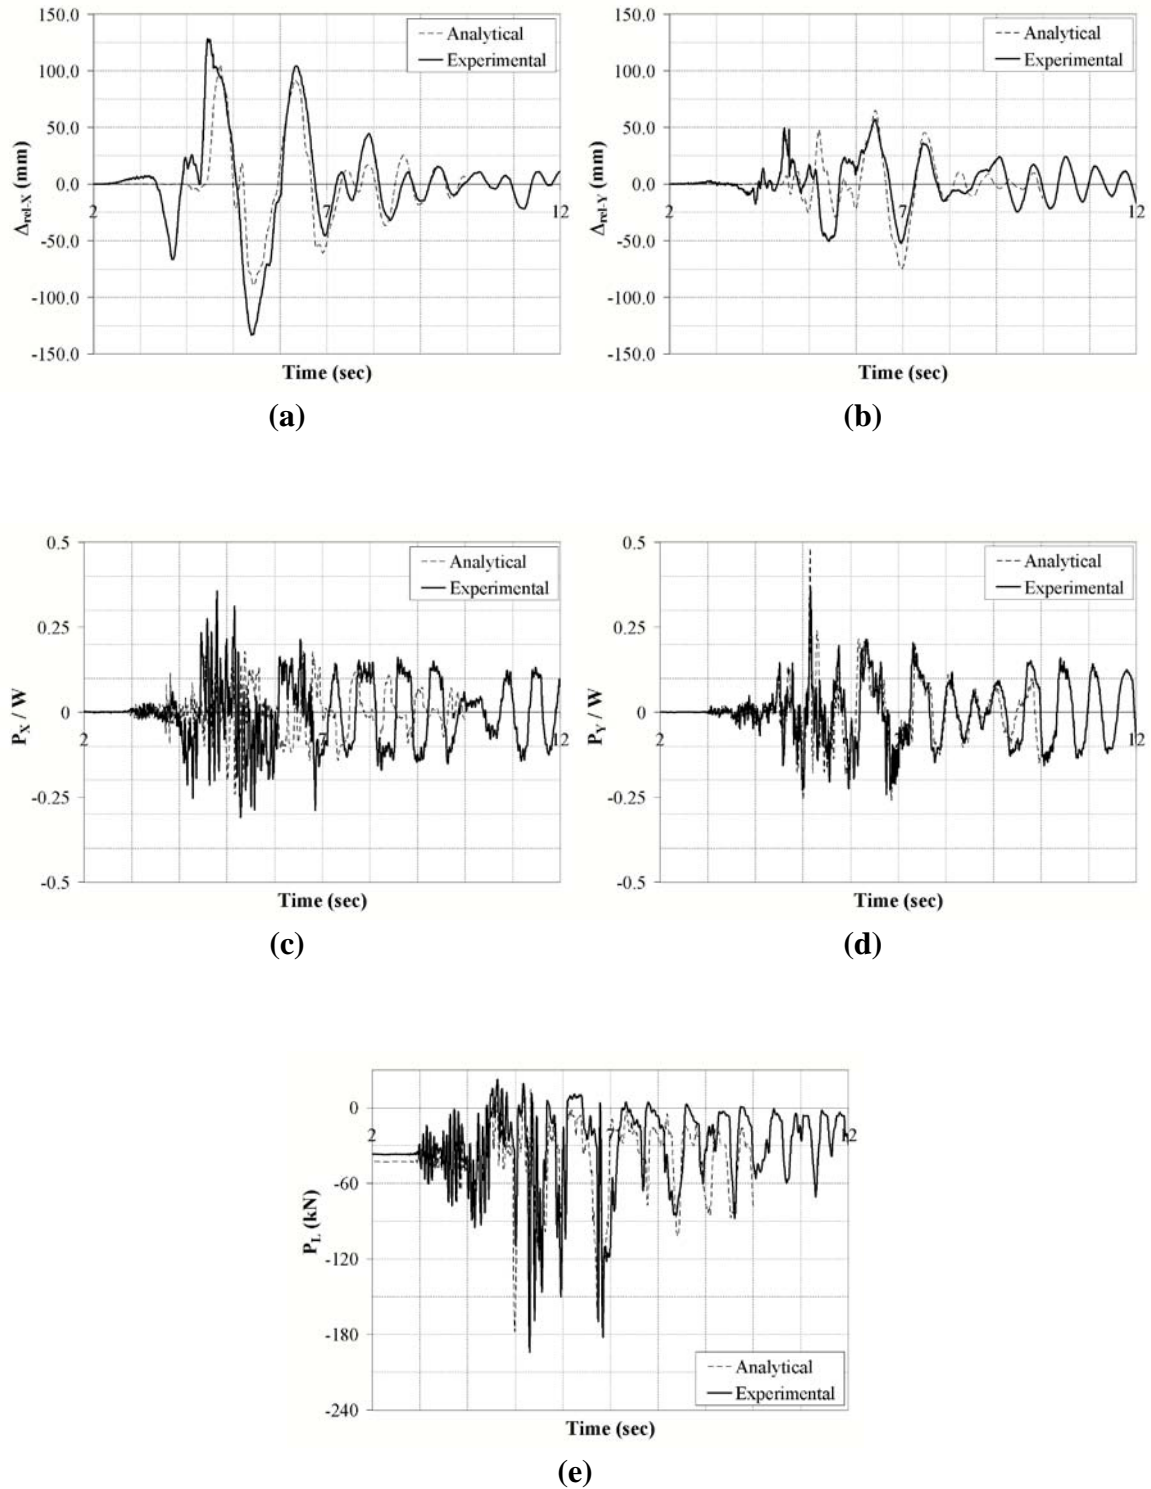 150.0
100.0
50.0
0.0
-50.0
-100.0
-150.0
2
7
12
Δrel-X (mm)
Time (sec)
Analytical
Experimental
(a)
150.0
100.0
50.0
0.0
-50.0
-100.0
-150.0
2
7
12
Δrel-Y (mm)
Time (sec)
Analytical
Experimental
(b)
0.5
0.25
0
-0.25
-0.5
2
7
12
PX / W
Time (sec)
Analytical
Experimental
(c)
0.5
0.25
0
-0.25
-0.5
2
7
12
PY / W
Time (sec)
Analytical
Experimental
(d)
0
-60
-120
-180
-240
2
7
12
PL (kN)
Time (sec)
Analytical
Experimental
(e)